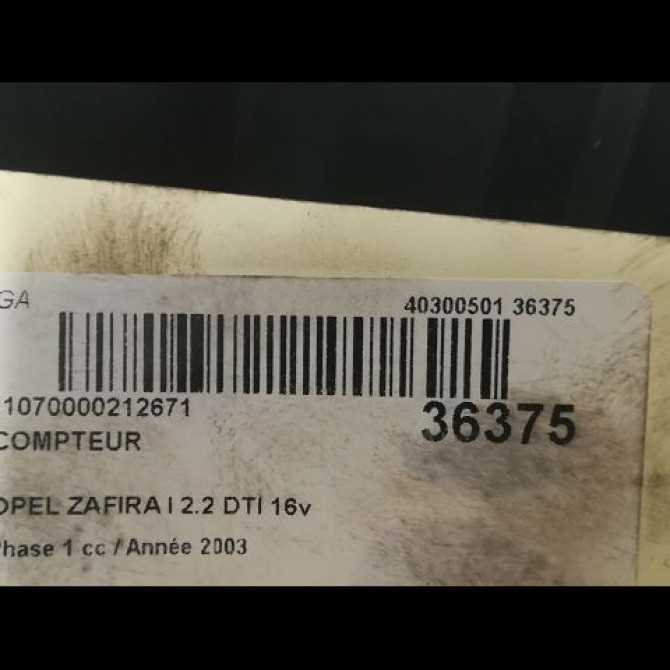 GA
40300501 36375
1070000212671
36375
COMPTEUR
OPEL ZAFIRA I 2.2 DTI 16v
Phase 1 cc / Année 2003